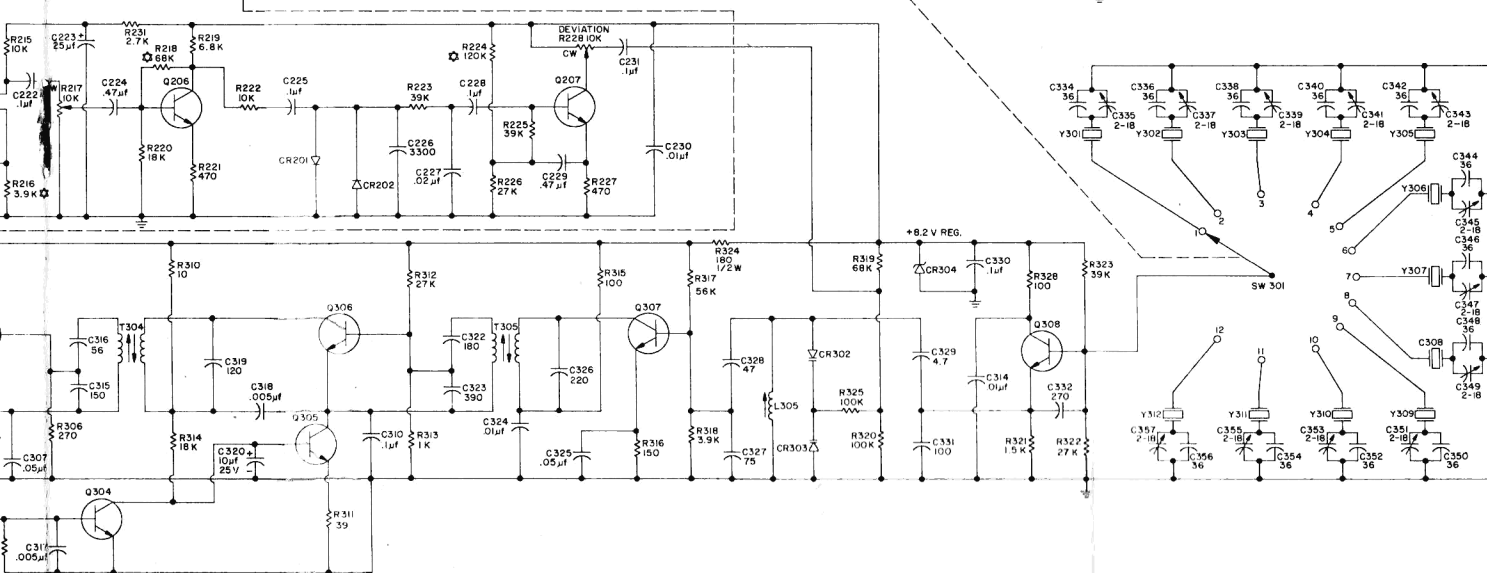 R215
10K
C223 +
25µf
R231
2.7K
R218
68K
R219
6.8K
R217
10K
C222
.1µf
C224
.47µf
Q206
R222
10K
C225
.1µf
R220
18K
R221
470
R216
3.9K
CR201
CR202
R223
39K
C226
3300
C227
.02µf
R224
120K
C228
.1µf
R225
39K
R226
27K
C229
.47µf
DEVIATION
R228 10K
CW
C231
.1µf
Q207
R227
470
C230
.01µf
R310
10
C316
56
C315
150
T304
R306
270
C307
.05µf
C319
120
C318
.005µf
R314
18K
Q306
Q305
C320 +
10µf
25V -
Q304
C317
.005µf
R311
39
C310
.1µf
R312
27K
R313
1K
C322
180
C323
390
T305
C324
.01µf
C326
220
R315
100
Q307
C325
.05µf
R316
150
R317
56K
R318
3.9K
R324
180
1/2W
C328
47
C327
75
L305
CR302
CR303
R325
100K
R319
68K
R320
100K
+8.2 V REG.
CR304
C330
.1µf
C329
4.7
C331
100
C314
.01µf
R328
100
Q308
R321
1.5K
C332
270
R323
39K
R322
27K
C334
36
C335
2-18
Y301
C336
36
C337
2-18
Y302
C338
36
C339
2-18
Y303
C340
36
C341
2-18
Y304
C342
36
C343
2-18
Y305
C344
36
Y306
C345
2-18
C346
36
Y307
C347
2-18
C348
36
C308
C349
2-18
1
2
3
4
5
6
7
8
9
10
11
12
SW 301
Y312
C357
2-18
C356
36
Y311
C355
2-18
C354
36
Y310
C353
2-18
C352
36
Y309
C351
2-18
C350
36